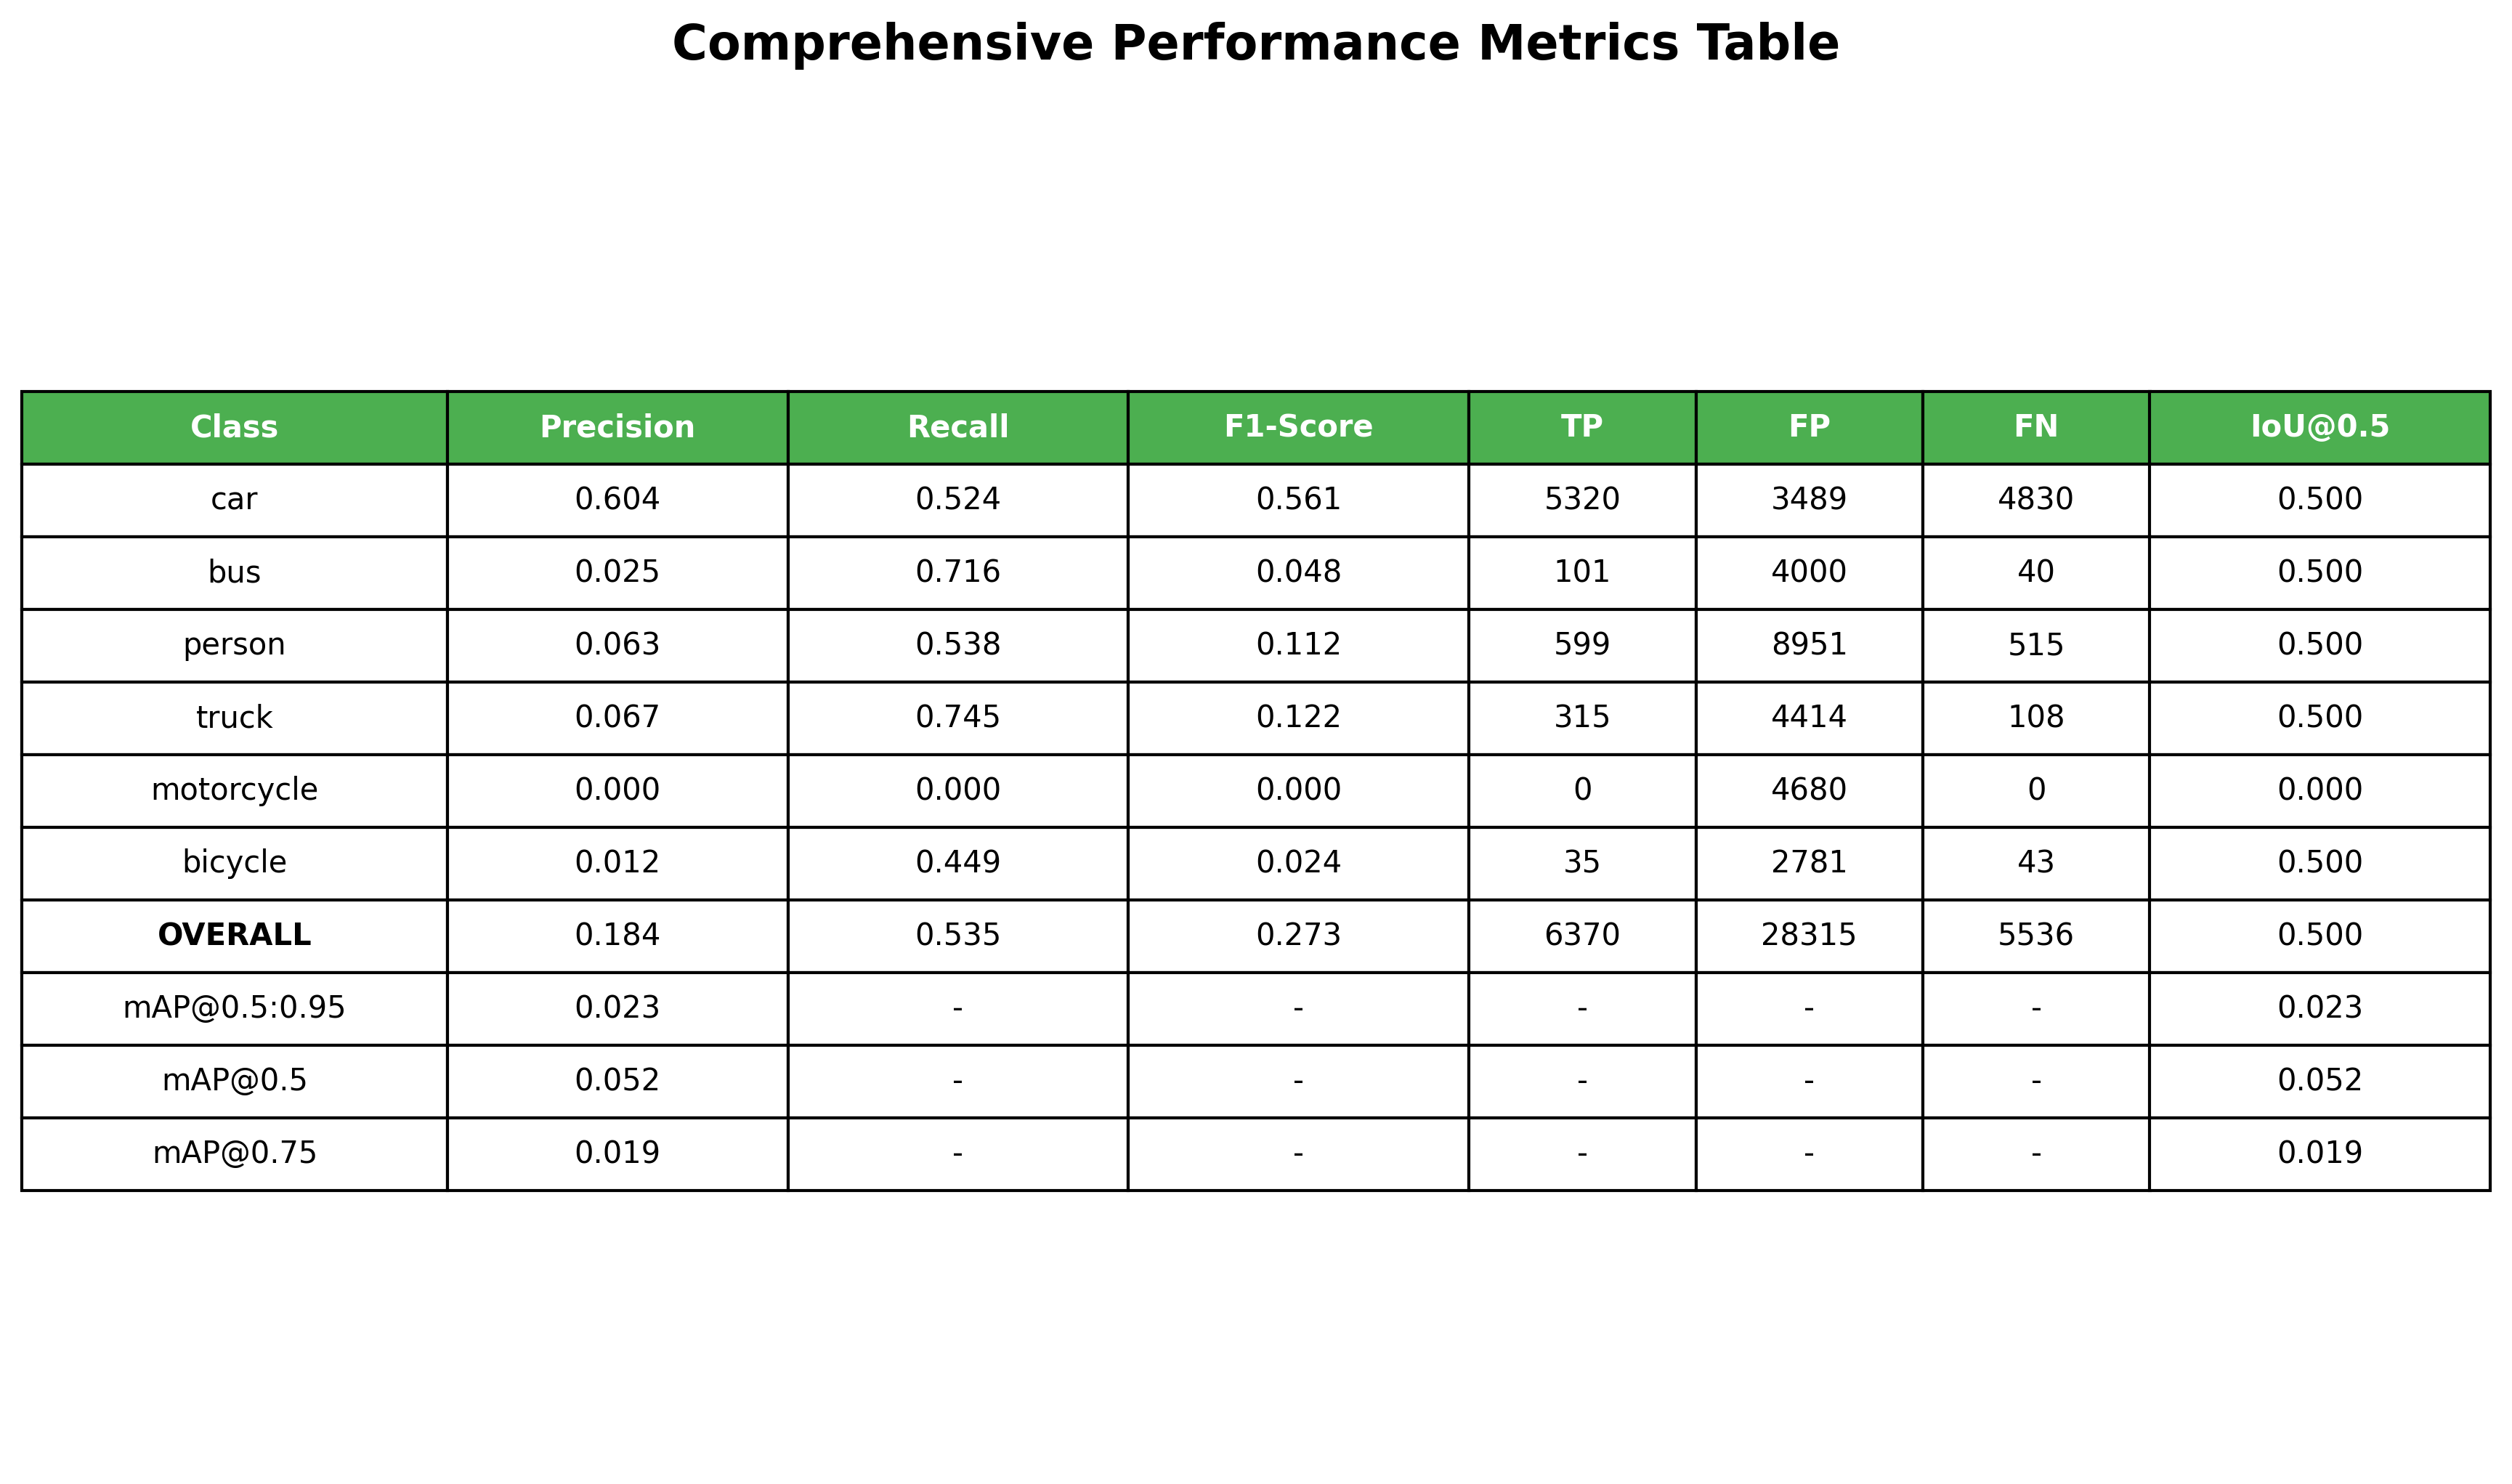 Comprehensive Performance Metrics Table
Class Precision Recall F1-Score TP FP FN IoU@0.5
car 0.604 0.524 0.561 5320 3489 4830 0.500
bus 0.025 0.716 0.048 101 4000 40 0.500
person 0.063 0.538 0.112 599 8951 515 0.500
truck 0.067 0.745 0.122 315 4414 108 0.500
motorcycle 0.000 0.000 0.000 0 4680 0 0.000
bicycle 0.012 0.449 0.024 35 2781 43 0.500
OVERALL 0.184 0.535 0.273 6370 28315 5536 0.500
mAP@0.5:0.95 0.023 - - - - - 0.023
mAP@0.5 0.052 - - - - - 0.052
mAP@0.75 0.019 - - - - - 0.019